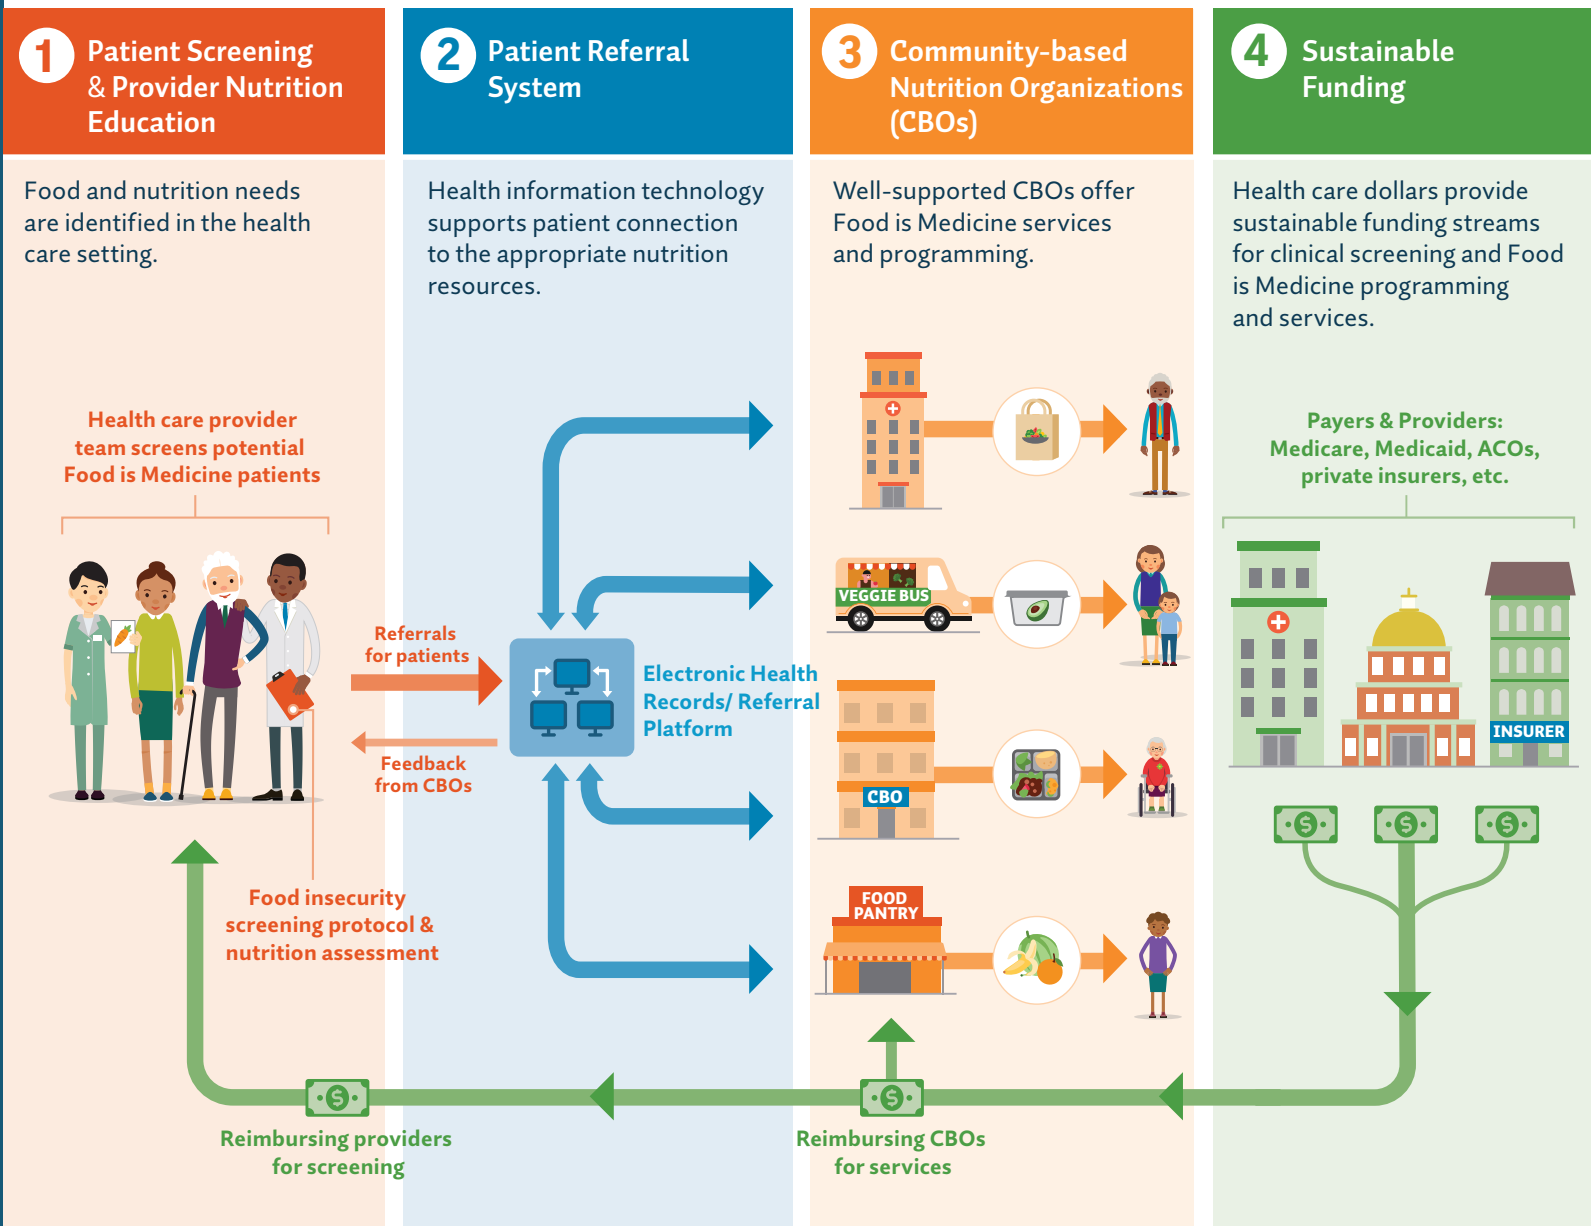 1
Patient Screening
& Provider Nutrition
Education
Food and nutrition needs
are identified in the health
care setting.
Health care provider
team screens potential
Food is Medicine patients
Referrals
for patients
Feedback
from CBOs
Food insecurity
screening protocol &
nutrition assessment
$
Reimbursing providers
for screening
2
Patient Referral
System
Health information technology
supports patient connection
to the appropriate nutrition
resources.
Electronic Health
Records/ Referral
Platform
3
Community-based
Nutrition Organizations
(CBOs)
Well-supported CBOs offer
Food is Medicine services
and programming.
VEGGIE BUS
CBO
FOOD
PANTRY
$
Reimbursing CBOs
for services
4
Sustainable
Funding
Health care dollars provide
sustainable funding streams
for clinical screening and Food
is Medicine programming
and services.
Payers & Providers:
Medicare, Medicaid, ACOs,
private insurers, etc.
INSURER
$ $ $